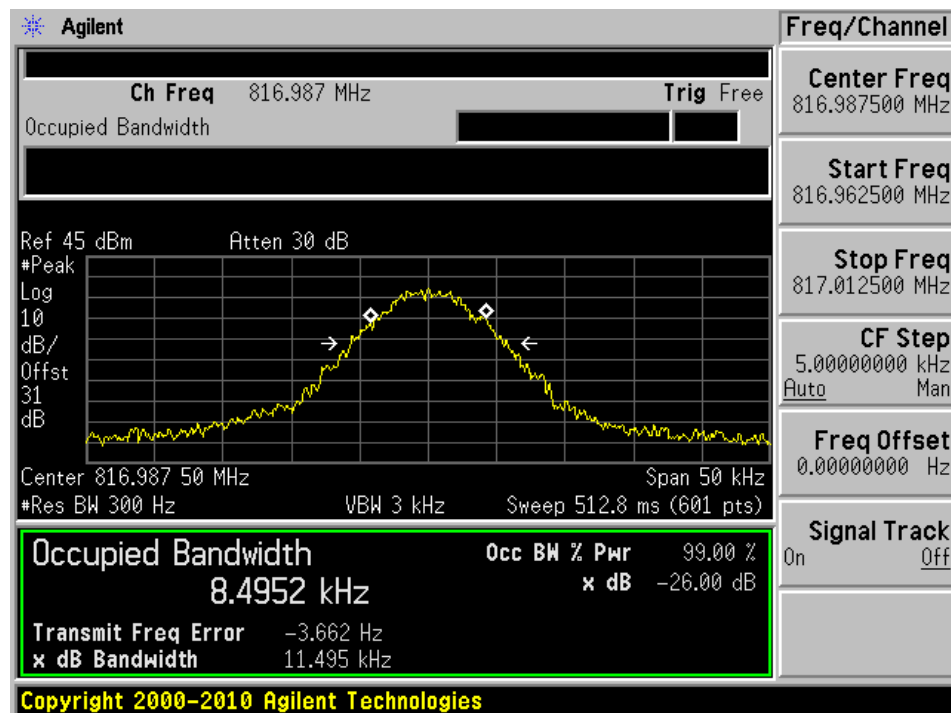 Agilent
Ch Freq 816.987 MHz Trig Free
Occupied Bandwidth
Ref 45 dBm Atten 30 dB
#Peak
Log
10
dB/
Offst
31
dB
Center 816.987 50 MHz Span 50 kHz
#Res BW 300 Hz VBW 3 kHz Sweep 512.8 ms (601 pts)
Occupied Bandwidth
8.4952 kHz
Occ BW % Pwr 99.00 %
x dB -26.00 dB
Transmit Freq Error -3.662 Hz
x dB Bandwidth 11.495 kHz
Copyright 2000-2010 Agilent Technologies
Freq/Channel
Center Freq
816.987500 MHz
Start Freq
816.962500 MHz
Stop Freq
817.012500 MHz
CF Step
5.00000000 kHz
Auto Man
Freq Offset
0.00000000 Hz
Signal Track
On Off